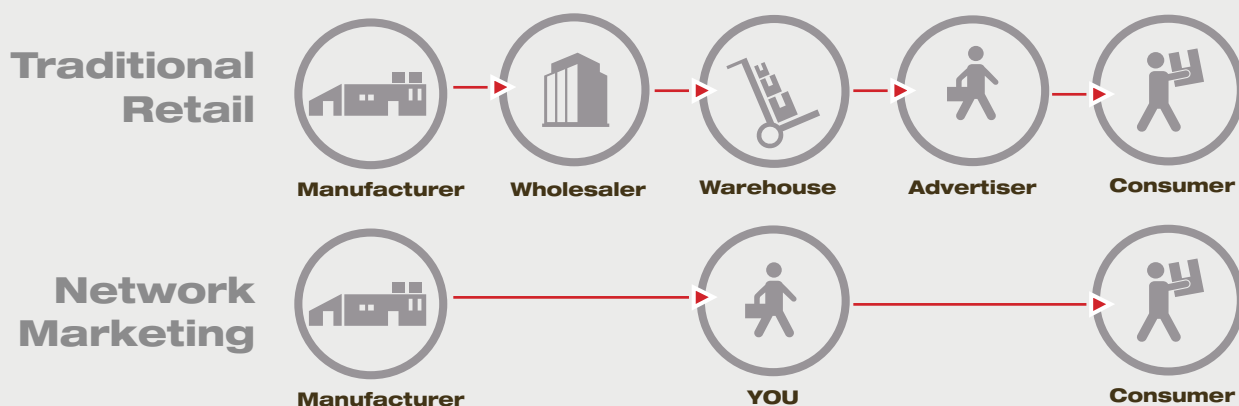 Traditional
Retail
Manufacturer Wholesaler Warehouse Advertiser Consumer
Network
Marketing
Manufacturer YOU Consumer